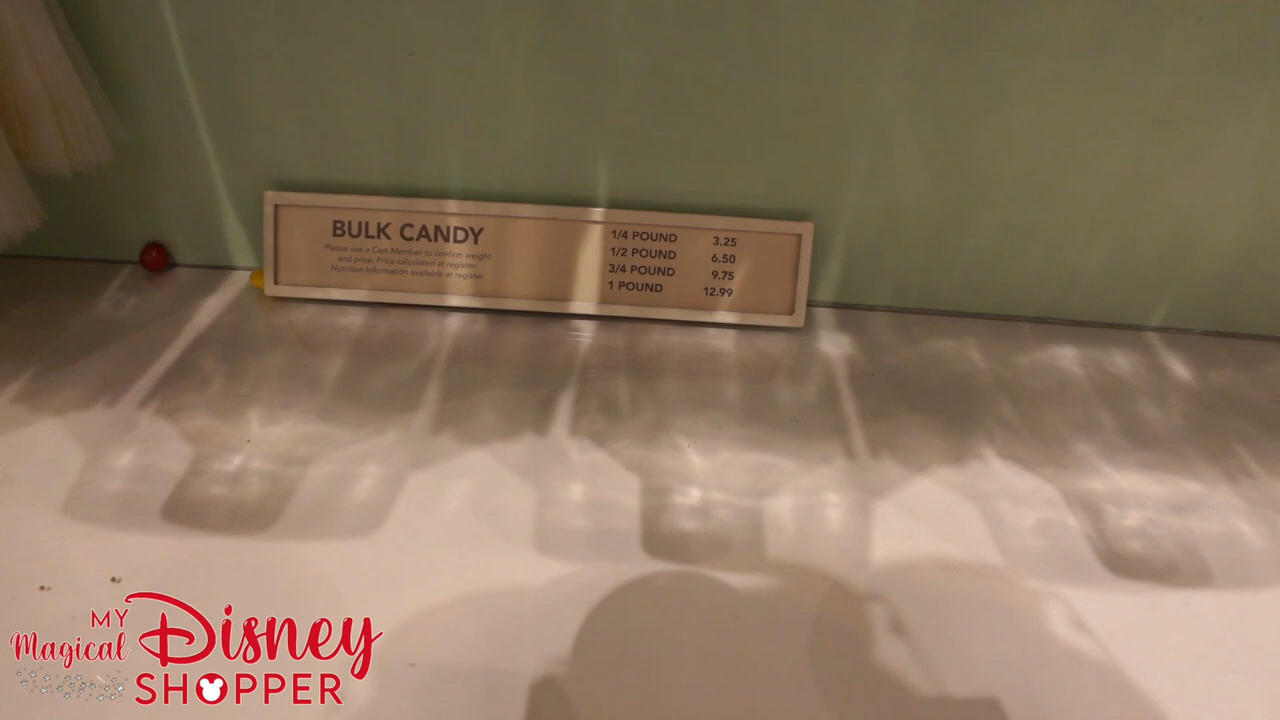 BULK CANDY
Please see a Cast Member to confirm weight
and price. Price calculated at register.
Nutrition Information available at register
1/4 POUND 3.25
1/2 POUND 6.50
3/4 POUND 9.75
1 POUND 12.99
MY
Magical Disney
SHOPPER